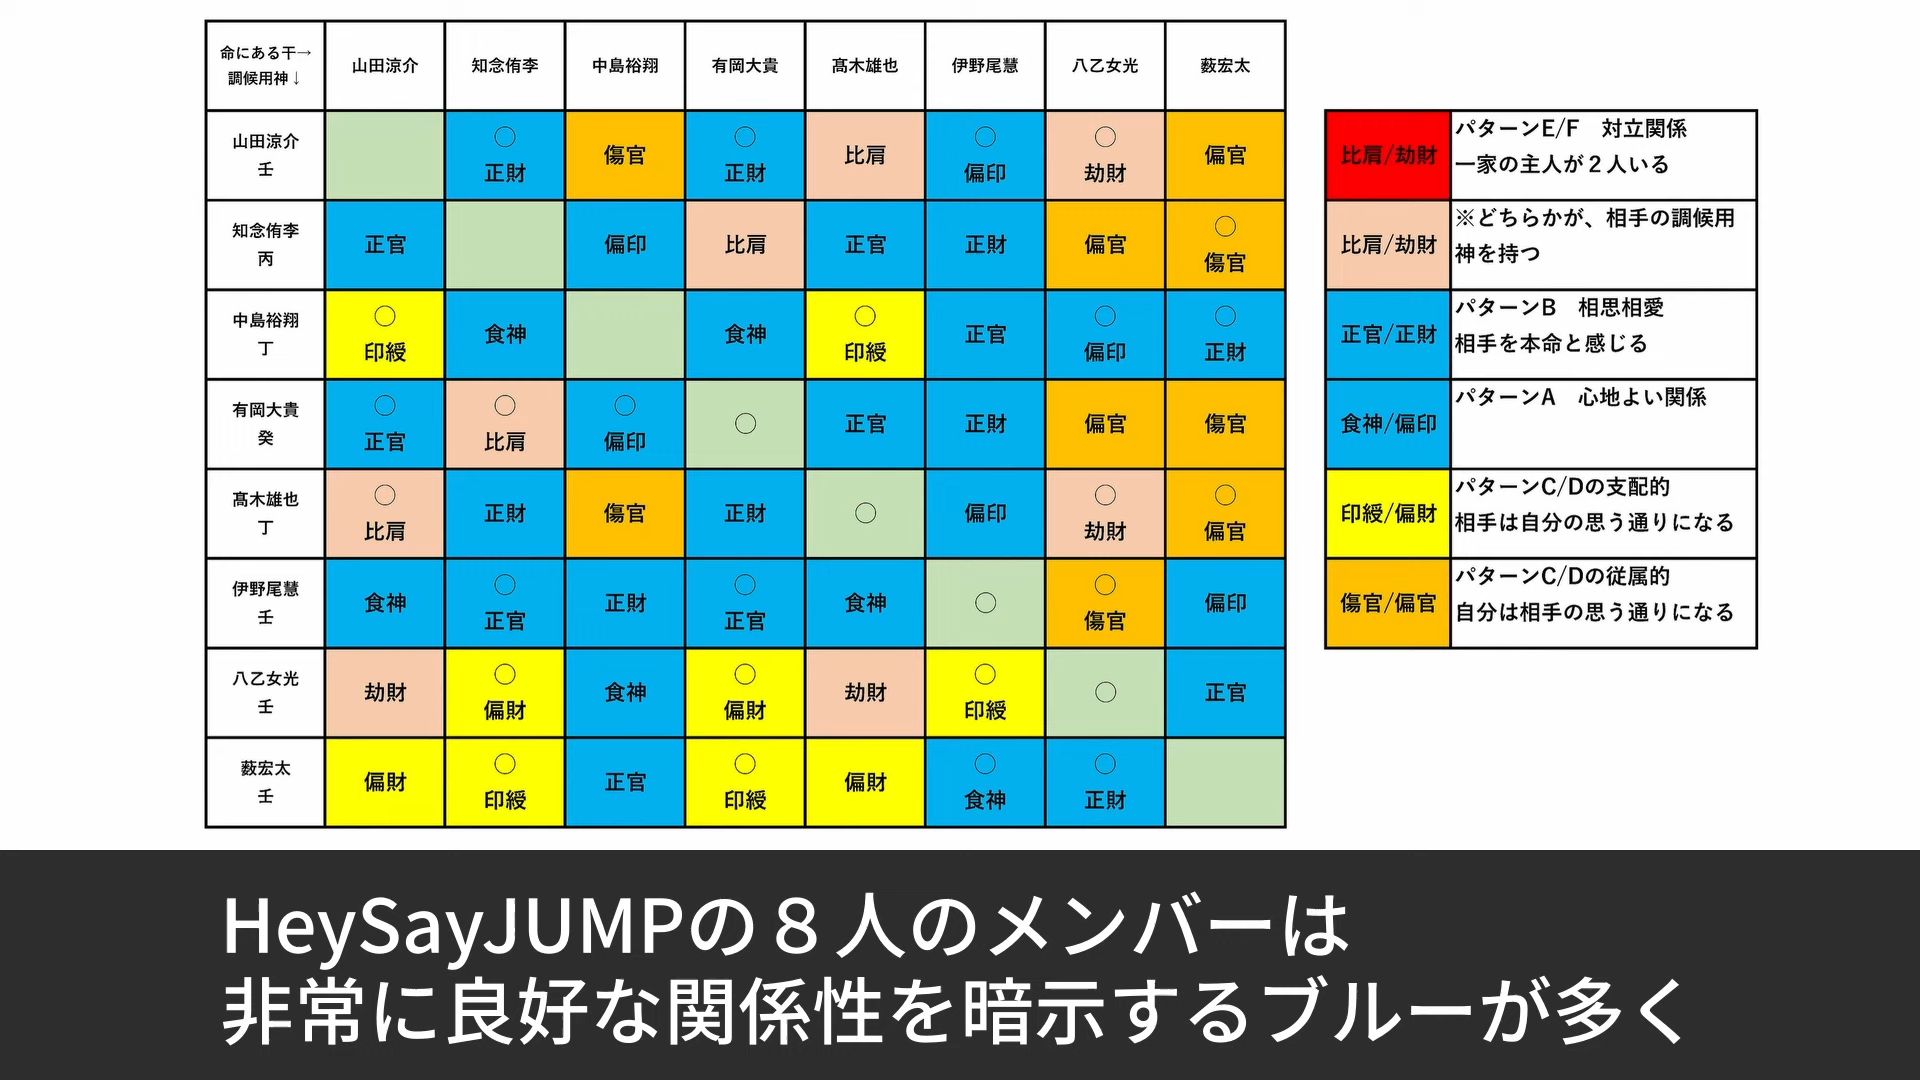 命にある干→
調候用神↓
山田涼介
知念侑李
中島裕翔
有岡大貴
髙木雄也
伊野尾慧
八乙女光
薮宏太
山田涼介
壬
○
正財
傷官
○
正財
比肩
○
偏印
○
劫財
偏官
知念侑李
丙
正官
偏印
比肩
正官
正財
偏官
○
傷官
中島裕翔
丁
○
印綬
食神
食神
○
印綬
正官
○
偏印
○
正財
有岡大貴
発
○
正官
○
比肩
○
偏印
○
正官
正財
偏官
傷官
髙木雄也
丁
○
比肩
正財
傷官
正財
○
偏印
○
劫財
○
偏官
伊野尾慧
壬
食神
○
正官
正財
○
正官
食神
○
○
傷官
偏印
八乙女光
壬
劫財
○
偏財
食神
○
偏財
劫財
○
印綬
○
正官
薮宏太
壬
偏財
○
印綬
正官
○
印綬
偏財
○
食神
○
正財
比肩/劫財
パターンE/F　対立関係
一家の主人が２人いる
比肩/劫財
※どちらかが、相手の調候用
神を持つ
正官/正財
パターンB　相思相愛
相手を本命と感じる
食神/偏印
パターンA　心地よい関係
印綬/偏財
パターンC/Dの支配的
相手は自分の思う通りになる
傷官/偏官
パターンC/Dの従属的
自分は相手の思う通りになる
HeySayJUMPの８人のメンバーは
非常に良好な関係性を暗示するブルーが多く